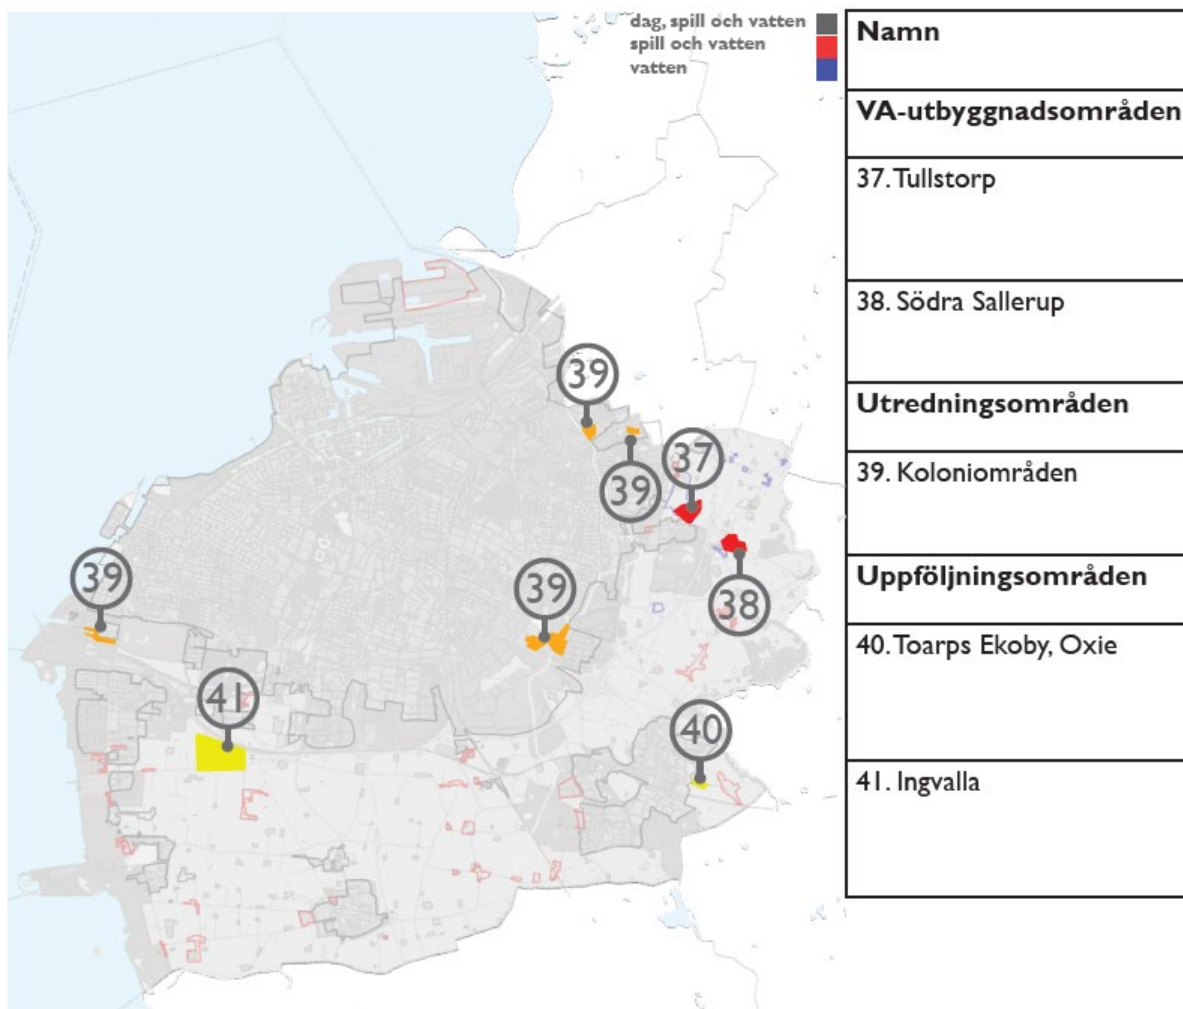 dag, spill och vatten
spill och vatten
vatten
39
39
37
38
39
39
41
40
Namn
VA-utbyggnadsområden
37. Tullstorp
38. Södra Sallerup
Utredningsområden
39. Koloniområden
Uppföljningsområden
40. Toarps Ekoby, Oxie
41. Ingvalla